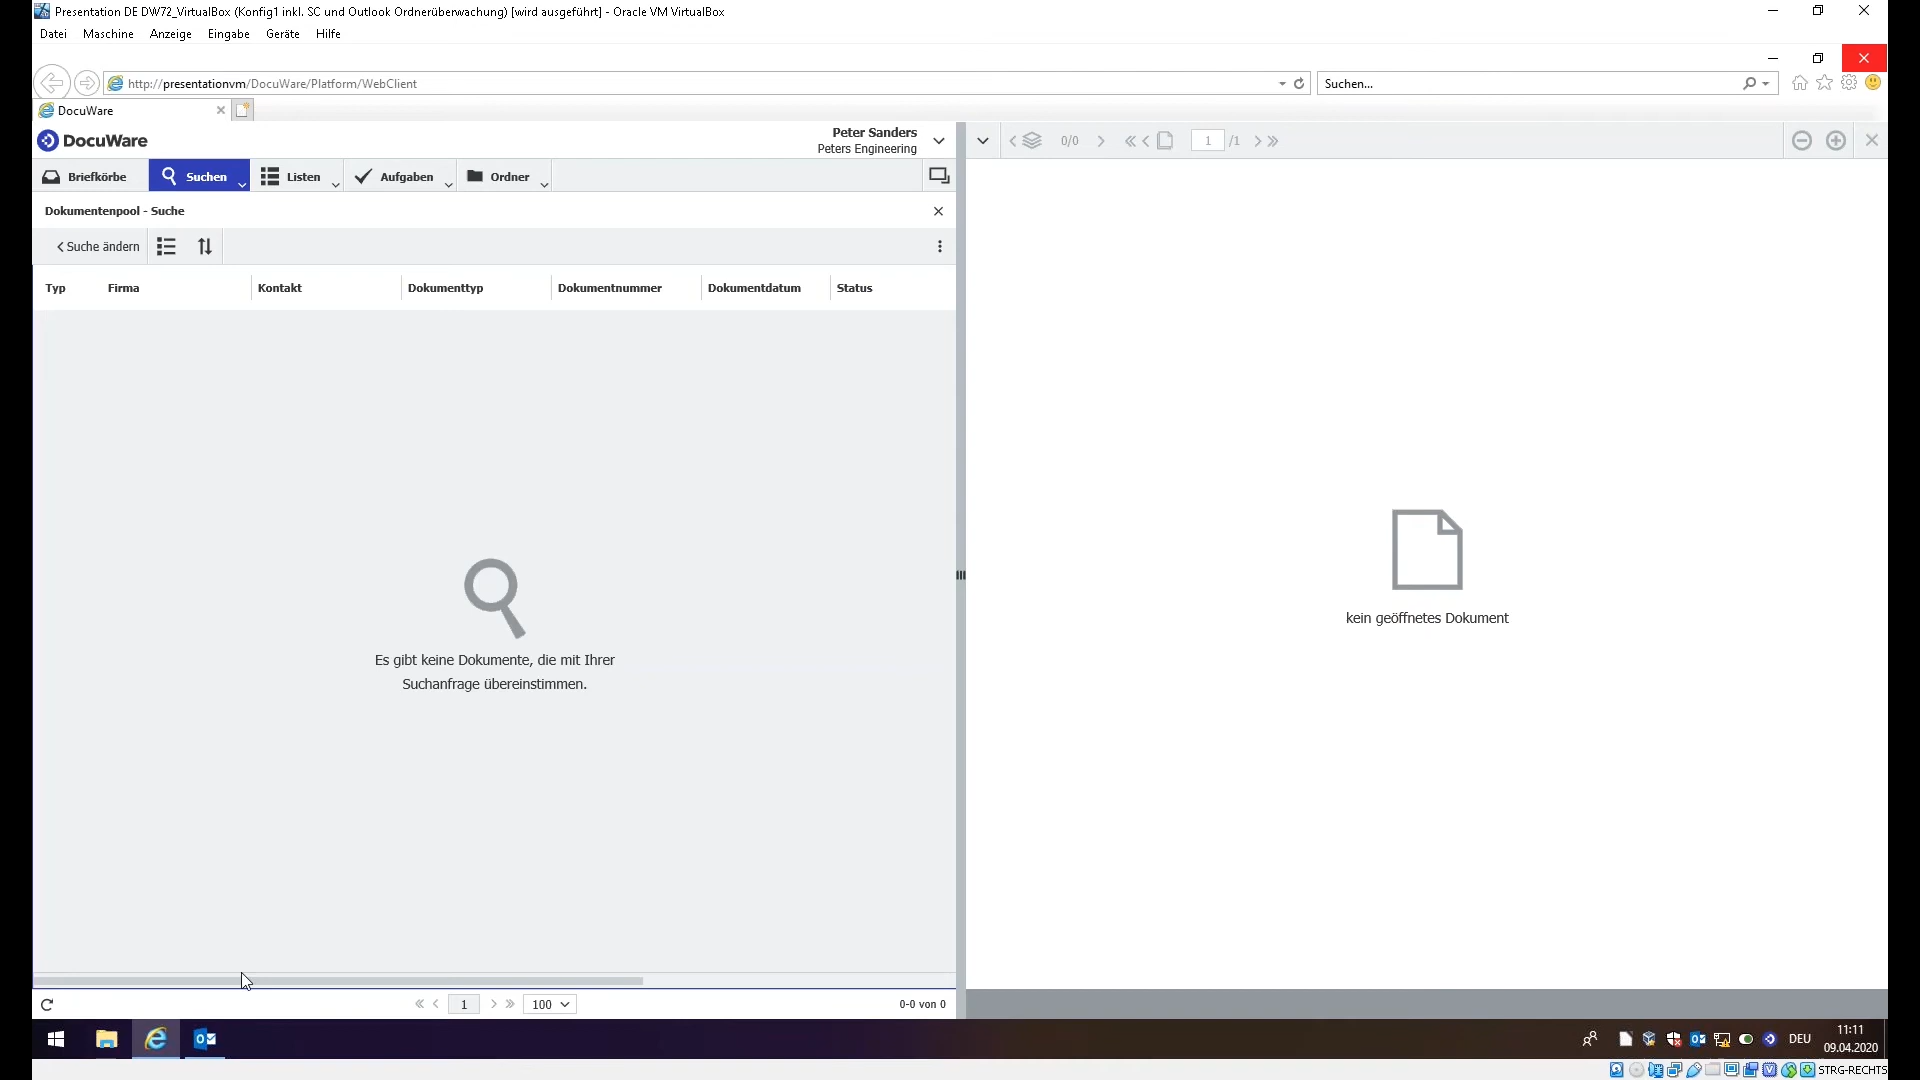 Presentation DE DW72_VirtualBox (Konfig1 inkl. SC und Outlook Ordnerüberwachung) [wird ausgeführt] - Oracle VM VirtualBox
Datei Maschine Anzeige Eingabe Geräte Hilfe
http://presentationvm/DocuWare/Platform/WebClient
Suchen...
DocuWare
DocuWare
Peter Sanders
Peters Engineering
0/0
1 /1
Briefkörbe Suchen Listen Aufgaben Ordner
Dokumentenpool - Suche
Suche ändern
Typ Firma Kontakt Dokumenttyp Dokumentnummer Dokumentdatum Status
Es gibt keine Dokumente, die mit Ihrer
Suchanfrage übereinstimmen.
kein geöffnetes Dokument
1 100 0-0 von 0
DEU
11:11
09.04.2020
STRG-RECHTS